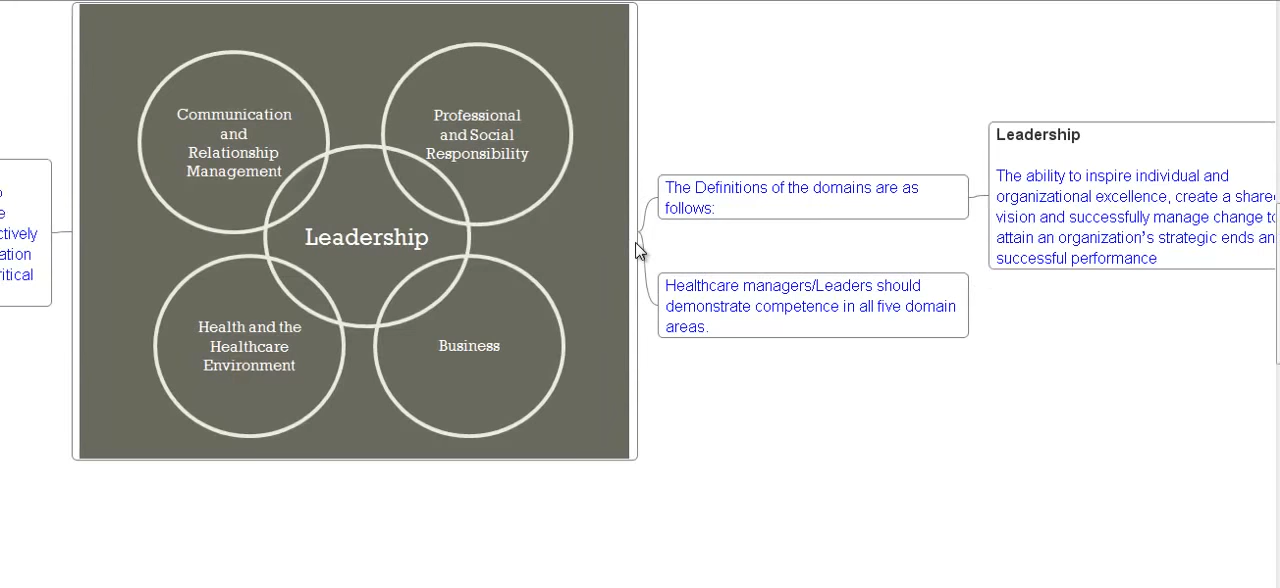 Communication
and
Relationship
Management
Professional
and Social
Responsibility
Leadership
Health and the
Healthcare
Environment
Business
ritical
The Definitions of the domains are as
follows:
Healthcare managers/Leaders should
demonstrate competence in all five domain
areas.
Leadership
The ability to inspire individual and
organizational excellence, create a shared
vision and successfully manage change to
attain an organization's strategic ends an
successful performance